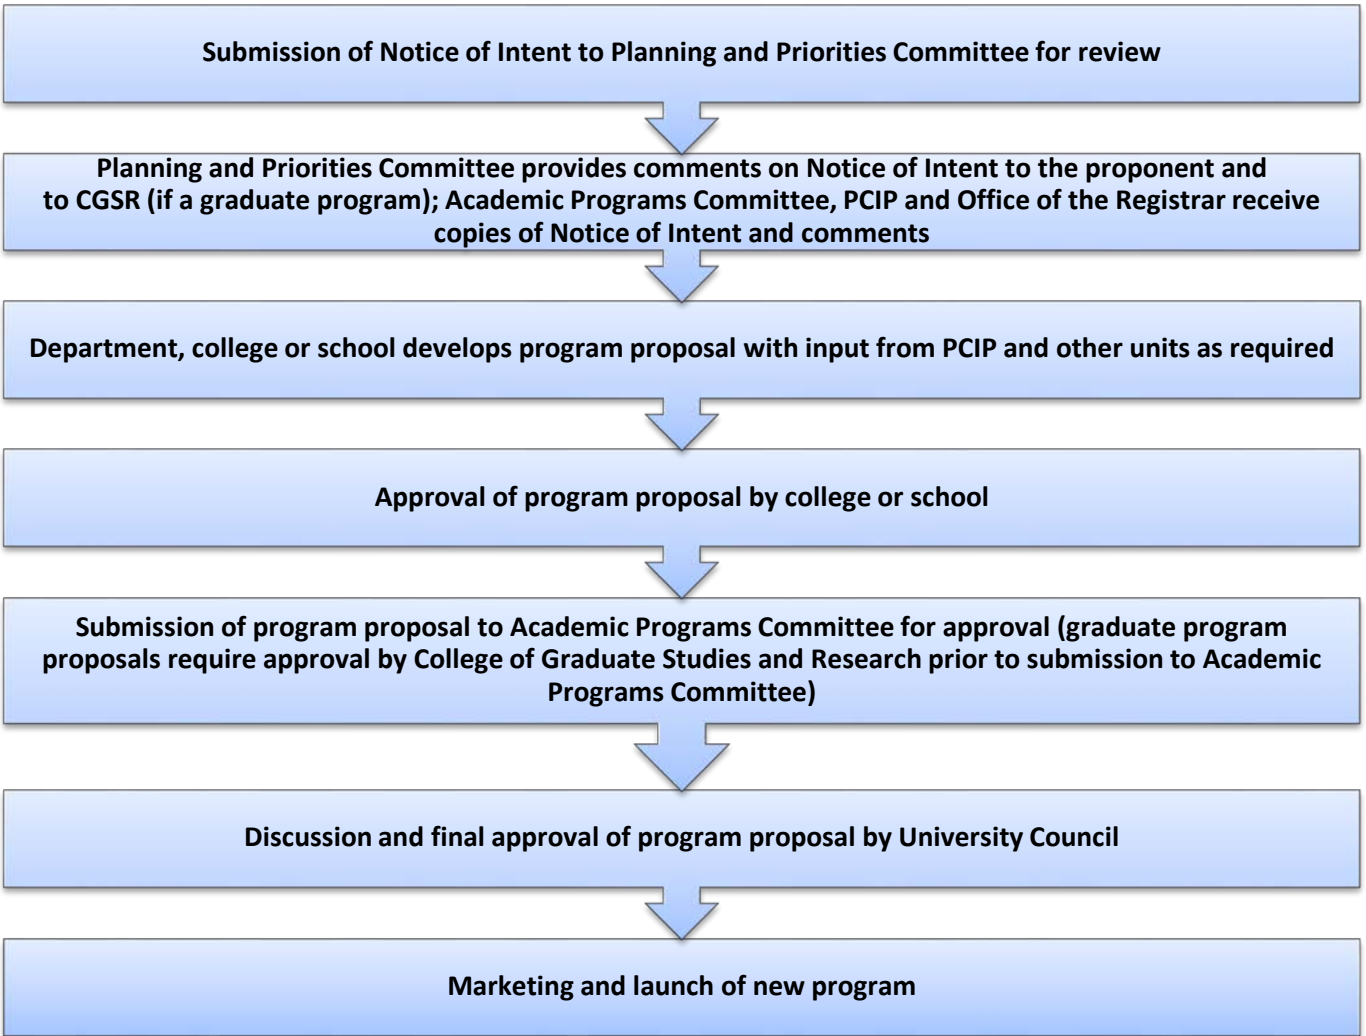 Submission of Notice of Intent to Planning and Priorities Committee for review
Planning and Priorities Committee provides comments on Notice of Intent to the proponent and
to CGSR (if a graduate program); Academic Programs Committee, PCIP and Office of the Registrar receive
copies of Notice of Intent and comments
Department, college or school develops program proposal with input from PCIP and other units as required
Approval of program proposal by college or school
Submission of program proposal to Academic Programs Committee for approval (graduate program
proposals require approval by College of Graduate Studies and Research prior to submission to Academic
Programs Committee)
Discussion and final approval of program proposal by University Council
Marketing and launch of new program